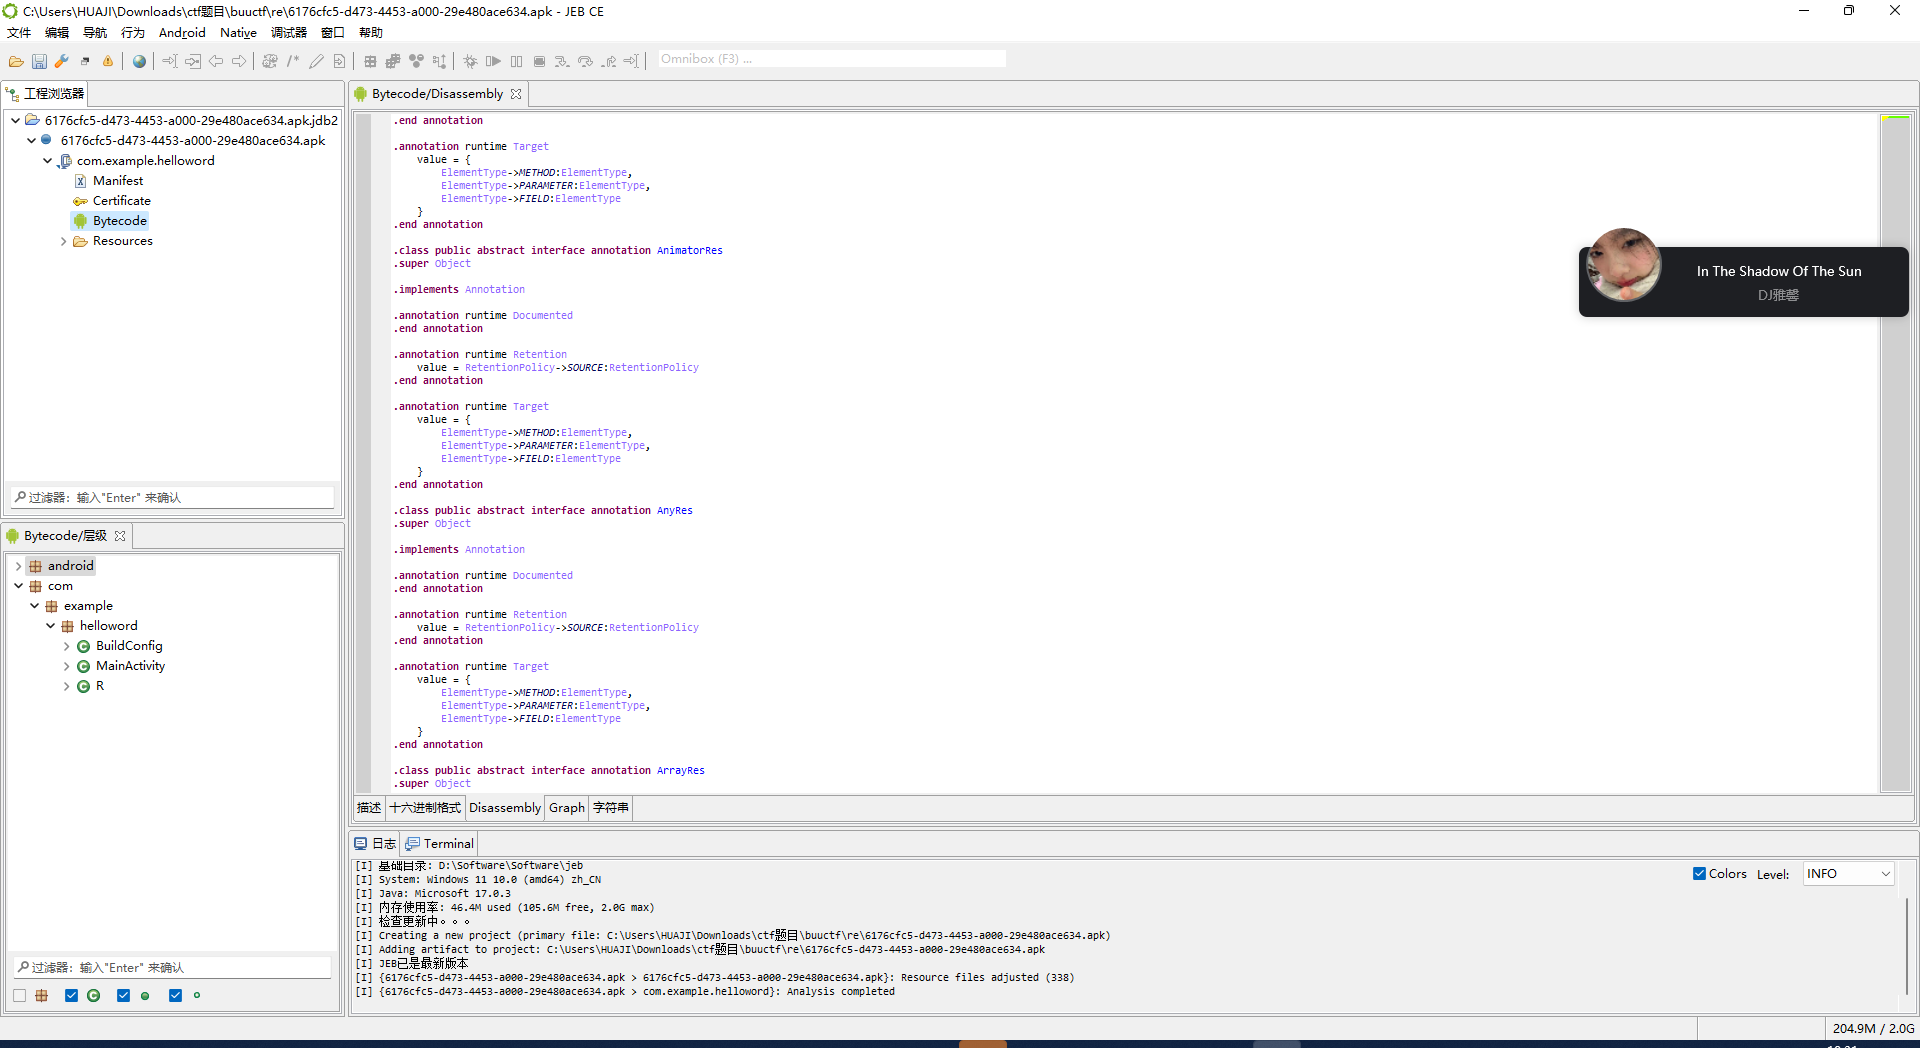 C:\Users\HUAJI\Downloads\ctf题目\buuctf\re\6176cfc5-d473-4453-a000-29e480ace634.apk - JEB CE
文件 编辑 导航 行为 Android Native 调试器 窗口 帮助
Omnibox (F3) ...
工程浏览器
6176cfc5-d473-4453-a000-29e480ace634.apk.jdb2
6176cfc5-d473-4453-a000-29e480ace634.apk
com.example.helloword
Manifest
Certificate
Bytecode
Resources
过滤器: 输入"Enter" 来确认
Bytecode/层级
android
com
example
helloword
BuildConfig
MainActivity
R
过滤器: 输入"Enter" 来确认
Bytecode/Disassembly
.end annotation
.annotation runtime Target
value = {
ElementType->METHOD:ElementType,
ElementType->PARAMETER:ElementType,
ElementType->FIELD:ElementType
}
.end annotation
.class public abstract interface annotation AnimatorRes
.super Object
.implements Annotation
.annotation runtime Documented
.end annotation
.annotation runtime Retention
value = RetentionPolicy->SOURCE:RetentionPolicy
.end annotation
.annotation runtime Target
value = {
ElementType->METHOD:ElementType,
ElementType->PARAMETER:ElementType,
ElementType->FIELD:ElementType
}
.end annotation
.class public abstract interface annotation AnyRes
.super Object
.implements Annotation
.annotation runtime Documented
.end annotation
.annotation runtime Retention
value = RetentionPolicy->SOURCE:RetentionPolicy
.end annotation
.annotation runtime Target
value = {
ElementType->METHOD:ElementType,
ElementType->PARAMETER:ElementType,
ElementType->FIELD:ElementType
}
.end annotation
.class public abstract interface annotation ArrayRes
.super Object
In The Shadow Of The Sun
DJ雅馨
描述 十六进制格式 Disassembly Graph 字符串
日志 Terminal
[I] 基础目录: D:\Software\Software\jeb
[I] System: Windows 11 10.0 (amd64) zh_CN
[I] Java: Microsoft 17.0.3
[I] 内存使用率: 46.4M used (105.6M free, 2.0G max)
[I] 检查更新中。。。
[I] Creating a new project (primary file: C:\Users\HUAJI\Downloads\ctf题目\buuctf\re\6176cfc5-d473-4453-a000-29e480ace634.apk)
[I] Adding artifact to project: C:\Users\HUAJI\Downloads\ctf题目\buuctf\re\6176cfc5-d473-4453-a000-29e480ace634.apk
[I] JEB已是最新版本
[I] {6176cfc5-d473-4453-a000-29e480ace634.apk > 6176cfc5-d473-4453-a000-29e480ace634.apk}: Resource files adjusted (338)
[I] {6176cfc5-d473-4453-a000-29e480ace634.apk > com.example.helloword}: Analysis completed
Colors Level: INFO
204.9M / 2.0G